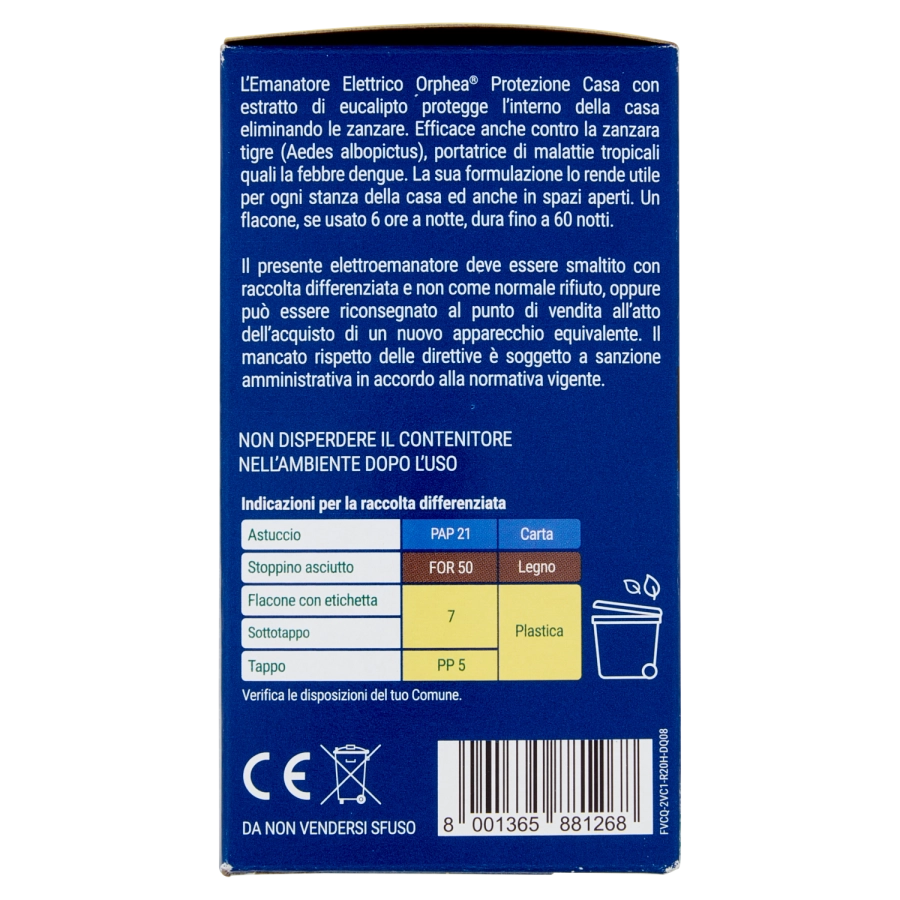 L'Emanatore Elettrico Orphea® Protezione Casa con
estratto di eucalipto protegge l'interno della casa
eliminando le zanzare. Efficace anche contro la zanzara
tigre (Aedes albopictus), portatrice di malattie tropicali
quali la febbre dengue. La sua formulazione lo rende utile
per ogni stanza della casa ed anche in spazi aperti. Un
flacone, se usato 6 ore a notte, dura fino a 60 notti.
Il presente elettroemanatore deve essere smaltito con
raccolta differenziata e non come normale rifiuto, oppure
può essere riconsegnato al punto di vendita all'atto
dell'acquisto di un nuovo apparecchio equivalente. Il
mancato rispetto delle direttive è soggetto a sanzione
amministrativa in accordo alla normativa vigente.
NON DISPERDERE IL CONTENITORE
NELL'AMBIENTE DOPO L'USO
Indicazioni per la raccolta differenziata
Astuccio PAP 21 Carta
Stoppino asciutto FOR 50 Legno
Flacone con etichetta
7
Sottotappo
Plastica
Tappo PP 5
Verifica le disposizioni del tuo Comune.
CE
DA NON VENDERSI SFUSO
8 001365 881268
FVCQ-2VC1-R20H-DQ08